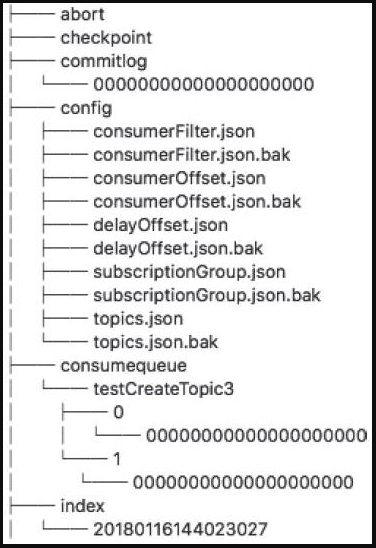 abort
checkpoint
commitlog
00000000000000000000
config
consumerFilter.json
consumerFilter.json.bak
consumerOffset.json
consumerOffset.json.bak
delayOffset.json
delayOffset.json.bak
subscriptionGroup.json
subscriptionGroup.json.bak
topics.json
topics.json.bak
consumequeue
testCreateTopic3
0
00000000000000000000
1
00000000000000000000
index
20180116144023027